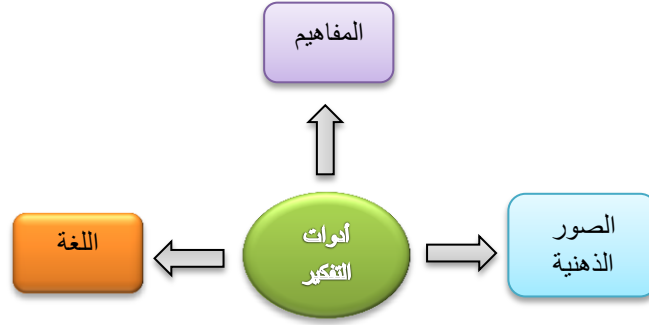 المفاهيم
أدوات
التفكير
الصور
الذهنية
اللغة